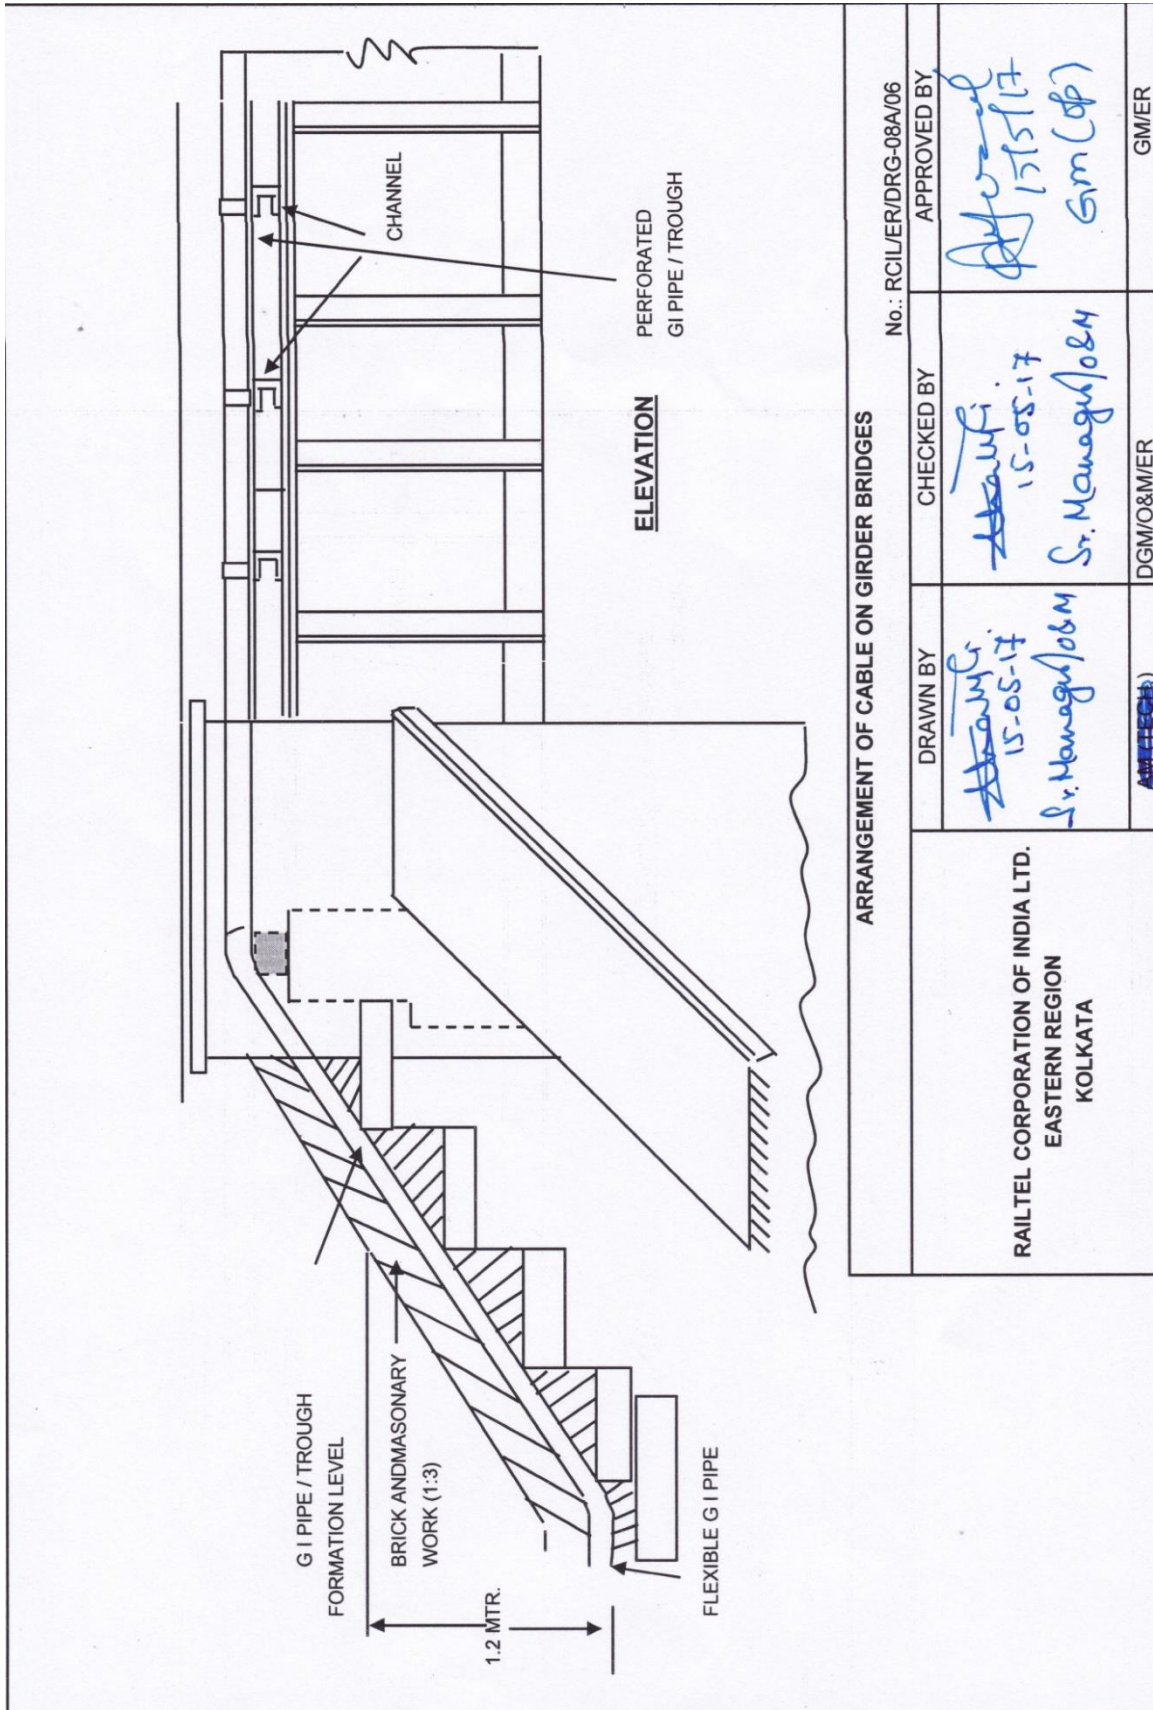 CHANNEL
PERFORATED
GI PIPE / TROUGH
ELEVATION
G I PIPE / TROUGH
FORMATION LEVEL
BRICK ANDMASONARY
WORK (1:3)
1.2 MTR.
FLEXIBLE G I PIPE
ARRANGEMENT OF CABLE ON GIRDER BRIDGES
No.: RCIL/ER/DRG-08A/06
RAILTEL CORPORATION OF INDIA LTD.
EASTERN REGION
KOLKATA
DRAWN BY
15-05-17
Sr. Manager/O&M
CHECKED BY
15-05-17
Sr. Manager/O&M
DGM/O&M/ER
APPROVED BY
15/5/17
GM (
GM/ER